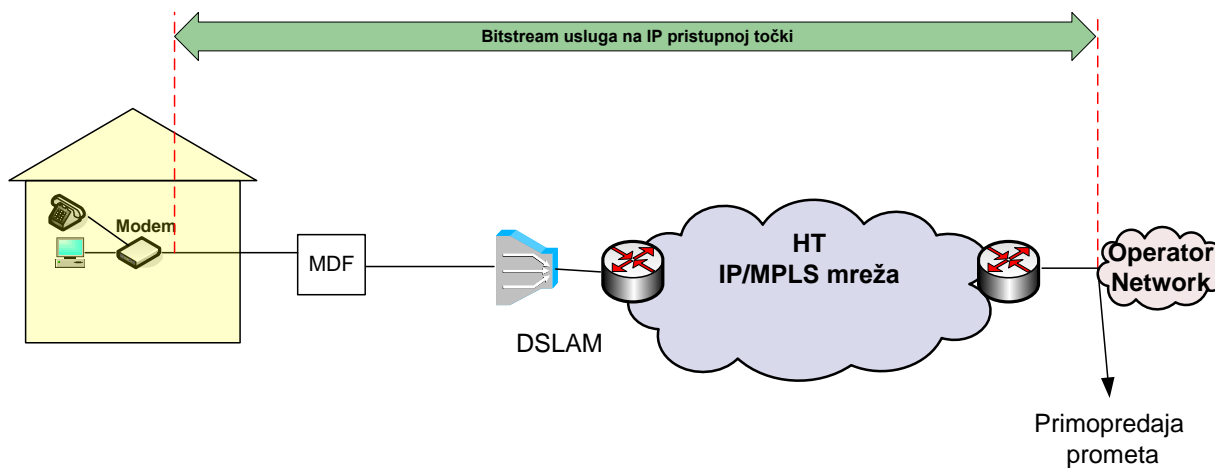 Bitstream usluga na IP pristupnoj točki
Modem
MDF
DSLAM
HT
IP/MPLS mreža
Operator
Network
Primopredaja
prometa